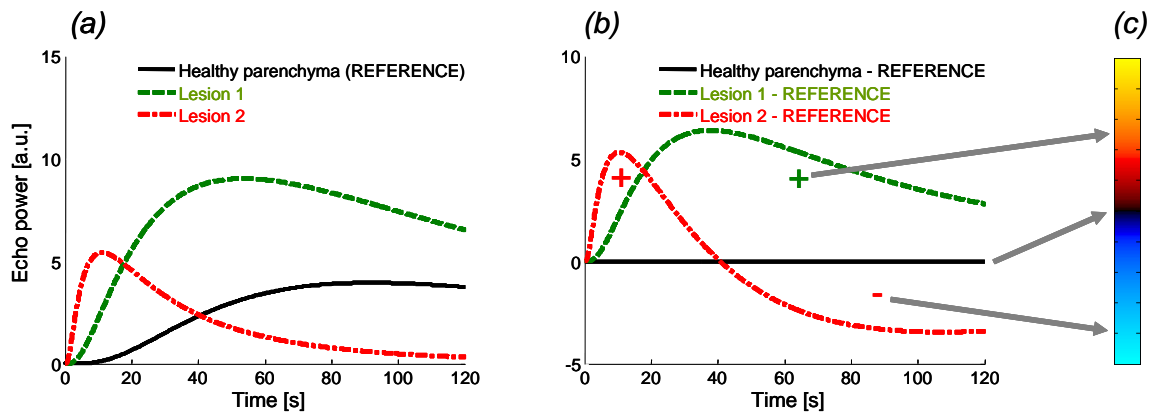 (a)
(b)
(c)
Echo power [a.u.]
15
10
5
0
Healthy parenchyma (REFERENCE)
Lesion 1
Lesion 2
0 20 40 60 80 100 120
Time [s]
10
5
0
-5
Healthy parenchyma - REFERENCE
Lesion 1 - REFERENCE
Lesion 2 - REFERENCE
+
+
-
0 20 40 60 80 100 120
Time [s]